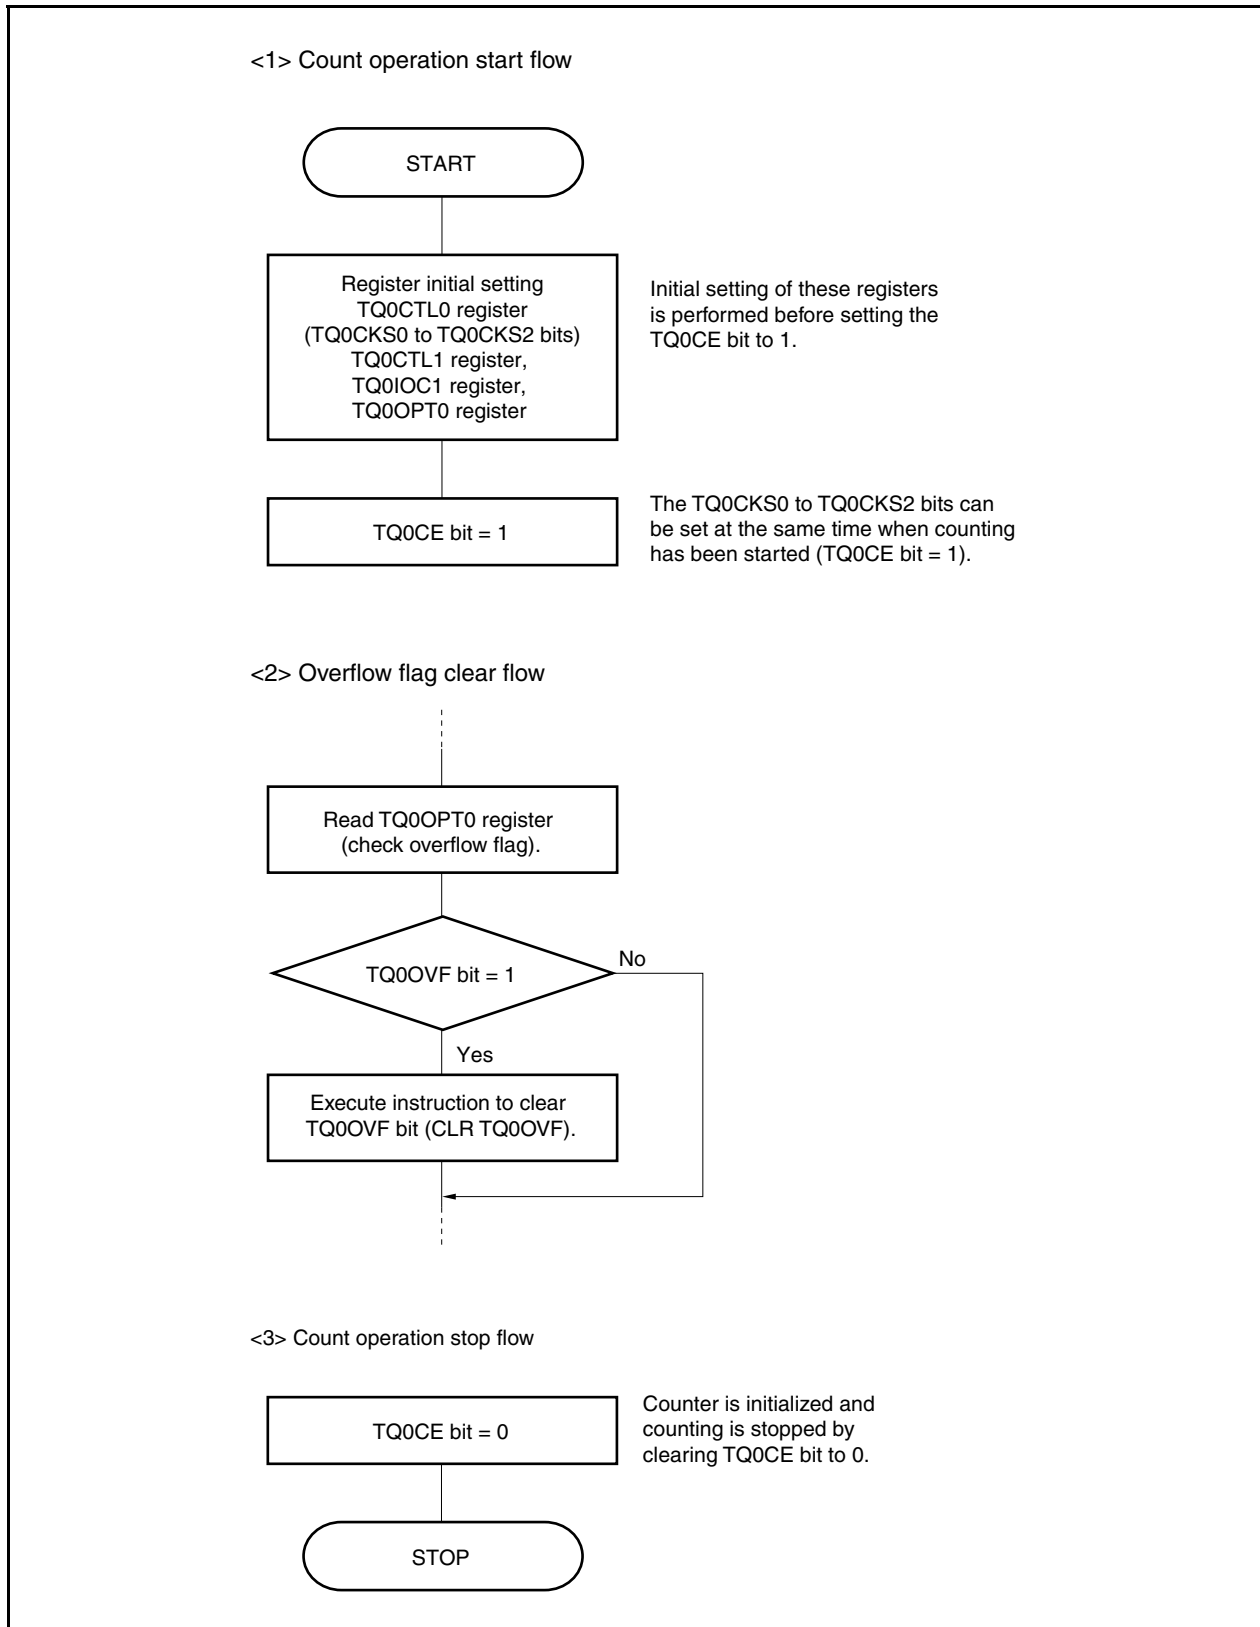 <1> Count operation start flow
START
Register initial setting
TQ0CTL0 register
(TQ0CKS0 to TQ0CKS2 bits)
TQ0CTL1 register,
TQ0IOC1 register,
TQ0OPT0 register
Initial setting of these registers
is performed before setting the
TQ0CE bit to 1.
TQ0CE bit = 1
The TQ0CKS0 to TQ0CKS2 bits can
be set at the same time when counting
has been started (TQ0CE bit = 1).
<2> Overflow flag clear flow
Read TQ0OPT0 register
(check overflow flag).
TQ0OVF bit = 1
No
Yes
Execute instruction to clear
TQ0OVF bit (CLR TQ0OVF).
<3> Count operation stop flow
TQ0CE bit = 0
Counter is initialized and
counting is stopped by
clearing TQ0CE bit to 0.
STOP